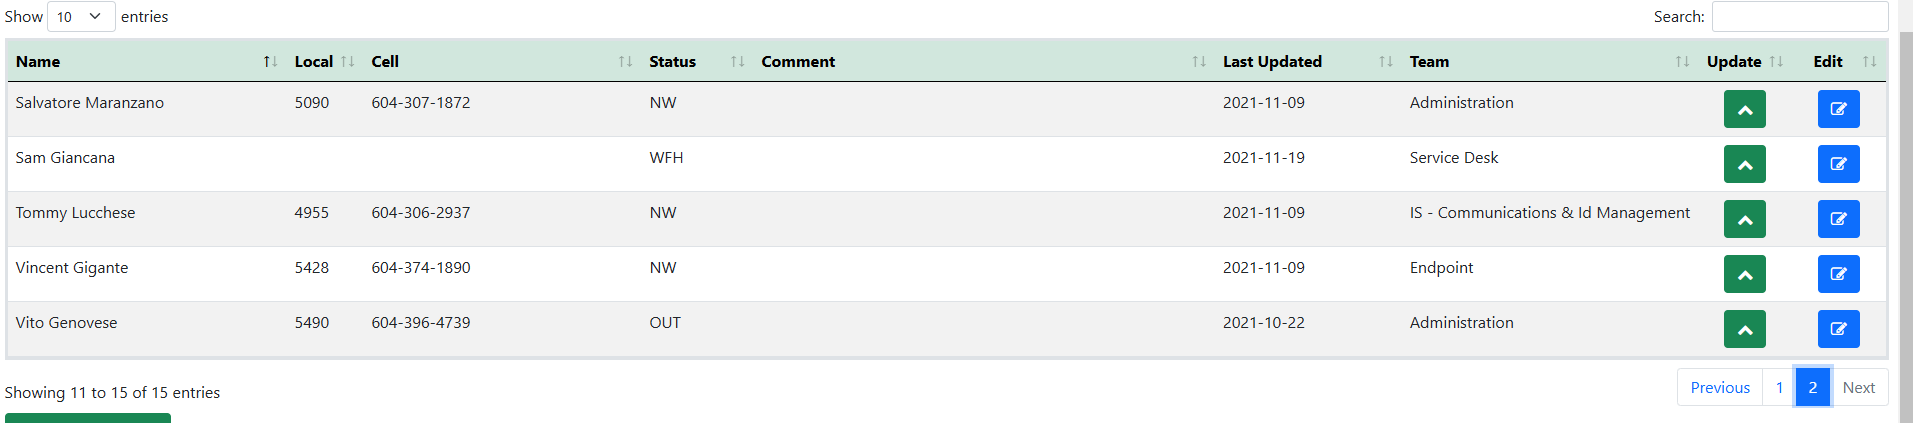 Show 10 entries Search:
Name Local Cell Status Comment Last Updated Team Update Edit
Salvatore Maranzano 5090 604-307-1872 NW 2021-11-09 Administration
Sam Giancana WFH 2021-11-19 Service Desk
Tommy Lucchese 4955 604-306-2937 NW 2021-11-09 IS - Communications & Id Management
Vincent Gigante 5428 604-374-1890 NW 2021-11-09 Endpoint
Vito Genovese 5490 604-396-4739 OUT 2021-10-22 Administration
Showing 11 to 15 of 15 entries Previous 1 2 Next